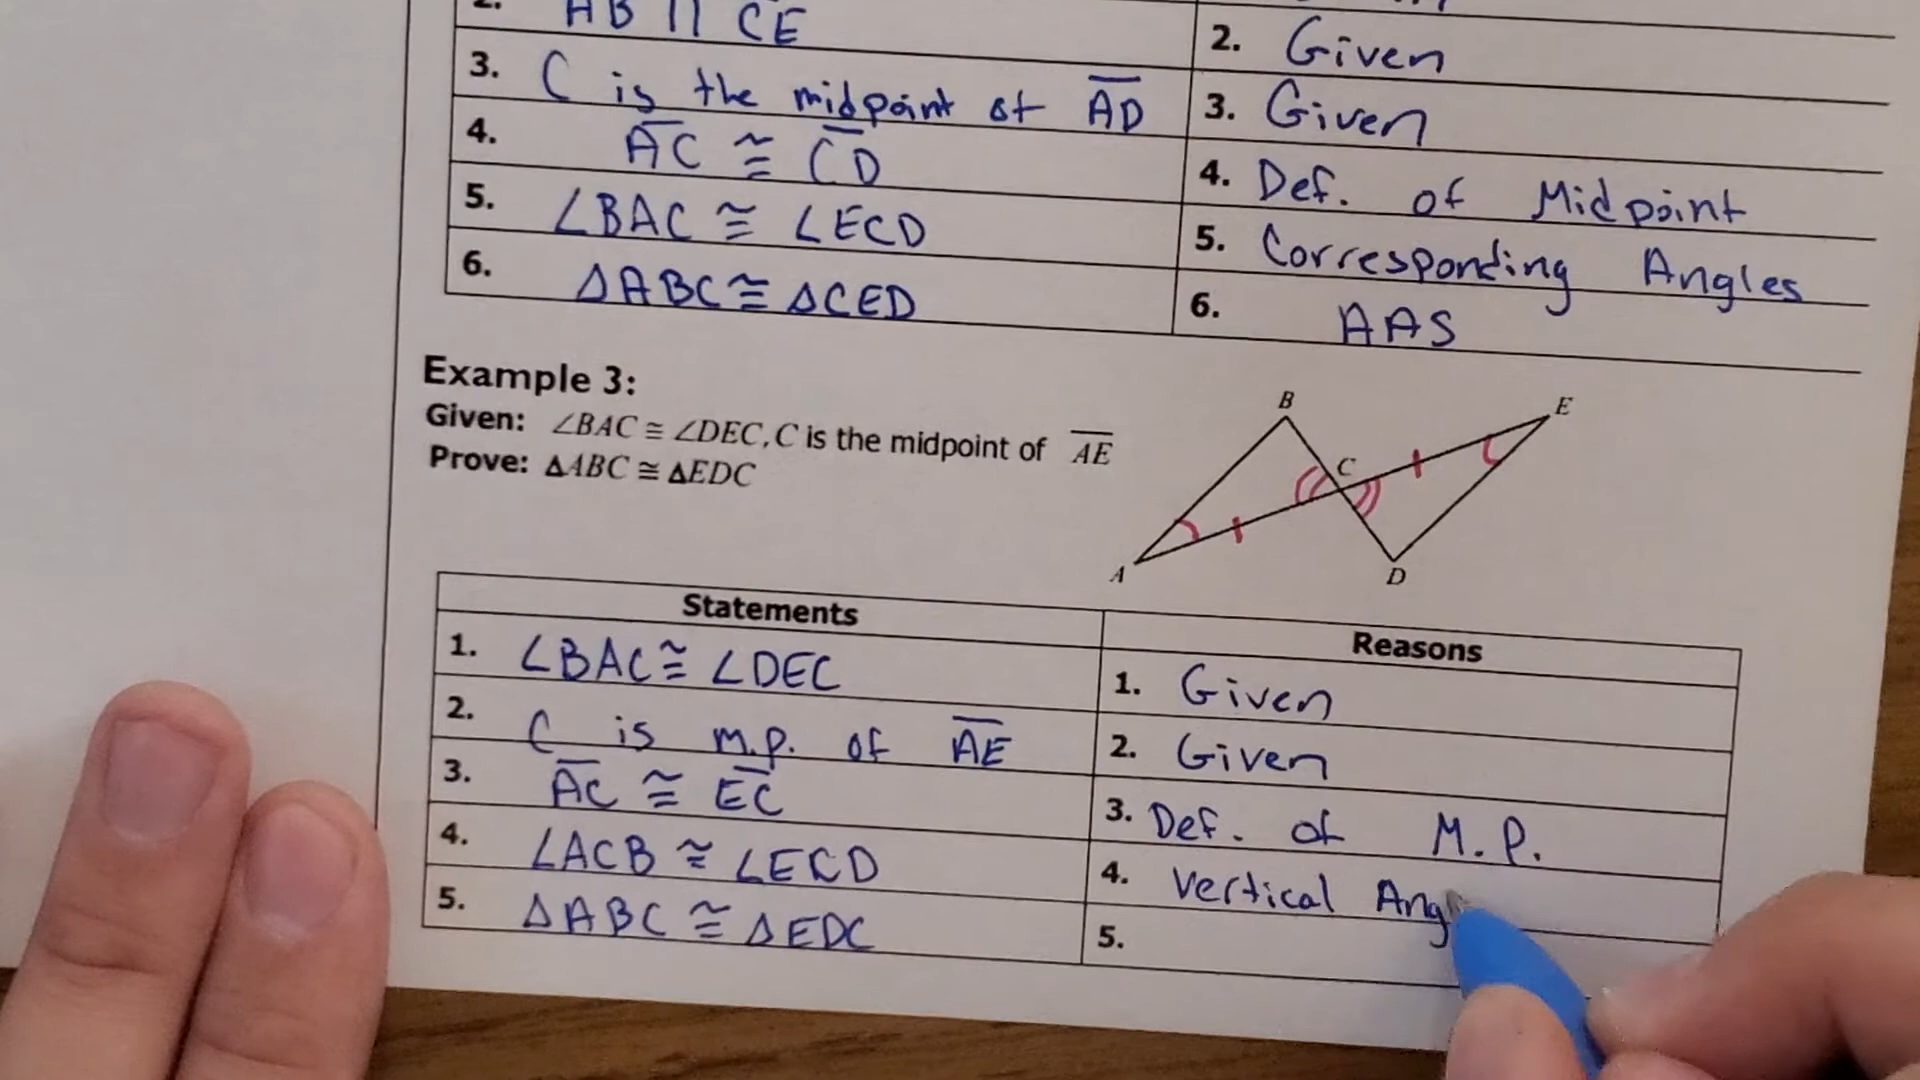 2. AB || CE
2. Given
3. C is the midpoint of AD
3. Given
4. AC ≅ CD
4. Def. of Midpoint
5. ∠BAC ≅ ∠ECD
5. Corresponding Angles
6. ΔABC ≅ ΔCED
6. AAS
Example 3:
Given: ∠BAC ≅ ∠DEC, C is the midpoint of AE
Prove: ΔABC ≅ ΔEDC
B
E
C
A
D
Statements
Reasons
1. ∠BAC ≅ ∠DEC
1. Given
2. C is m.p. of AE
2. Given
3. AC ≅ EC
3. Def. of M.P.
4. ∠ACB ≅ ∠ECD
4. Vertical Ang
5. ΔABC ≅ ΔEDC
5.